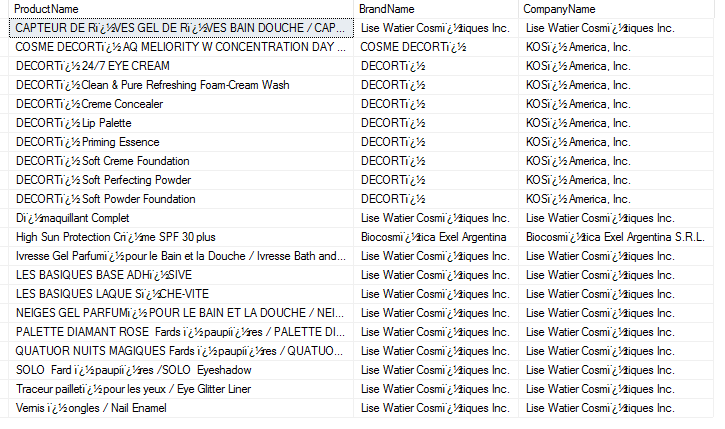 ProductName BrandName CompanyName
CAPTEUR DE Rï¿½VES GEL DE Rï¿½VES BAIN DOUCHE / CAP... Lise Watier Cosmï¿½tiques Inc. Lise Watier Cosmï¿½tiques Inc.
COSME DECORTï¿½ AQ MELIORITY W CONCENTRATION DAY ... COSME DECORTï¿½ KOSï¿½ America, Inc.
DECORTï¿½ 24/7 EYE CREAM DECORTï¿½ KOSï¿½ America, Inc.
DECORTï¿½ Clean & Pure Refreshing Foam-Cream Wash DECORTï¿½ KOSï¿½ America, Inc.
DECORTï¿½ Creme Concealer DECORTï¿½ KOSï¿½ America, Inc.
DECORTï¿½ Lip Palette DECORTï¿½ KOSï¿½ America, Inc.
DECORTï¿½ Priming Essence DECORTï¿½ KOSï¿½ America, Inc.
DECORTï¿½ Soft Creme Foundation DECORTï¿½ KOSï¿½ America, Inc.
DECORTï¿½ Soft Perfecting Powder DECORTï¿½ KOSï¿½ America, Inc.
DECORTï¿½ Soft Powder Foundation DECORTï¿½ KOSï¿½ America, Inc.
Dï¿½maquillant Complet Lise Watier Cosmï¿½tiques Inc. Lise Watier Cosmï¿½tiques Inc.
High Sun Protection Crï¿½me SPF 30 plus Biocosmï¿½tica Exel Argentina Biocosmï¿½tica Exel Argentina S.R.L.
Ivresse Gel Parfumï¿½ pour le Bain et la Douche / Ivresse Bath and... Lise Watier Cosmï¿½tiques Inc. Lise Watier Cosmï¿½tiques Inc.
LES BASIQUES BASE ADHï¿½SIVE Lise Watier Cosmï¿½tiques Inc. Lise Watier Cosmï¿½tiques Inc.
LES BASIQUES LAQUE Sï¿½CHE-VITE Lise Watier Cosmï¿½tiques Inc. Lise Watier Cosmï¿½tiques Inc.
NEIGES GEL PARFUMï¿½ POUR LE BAIN ET LA DOUCHE / NEI... Lise Watier Cosmï¿½tiques Inc. Lise Watier Cosmï¿½tiques Inc.
PALETTE DIAMANT ROSE Fards ï¿½ paupiï¿½res / PALETTE DI... Lise Watier Cosmï¿½tiques Inc. Lise Watier Cosmï¿½tiques Inc.
QUATUOR NUITS MAGIQUES Fards ï¿½ paupiï¿½res / QUATUO... Lise Watier Cosmï¿½tiques Inc. Lise Watier Cosmï¿½tiques Inc.
SOLO Fard ï¿½ paupiï¿½res /SOLO Eyeshadow Lise Watier Cosmï¿½tiques Inc. Lise Watier Cosmï¿½tiques Inc.
Traceur pailletï¿½ pour les yeux / Eye Glitter Liner Lise Watier Cosmï¿½tiques Inc. Lise Watier Cosmï¿½tiques Inc.
Vernis ï¿½ ongles / Nail Enamel Lise Watier Cosmï¿½tiques Inc. Lise Watier Cosmï¿½tiques Inc.